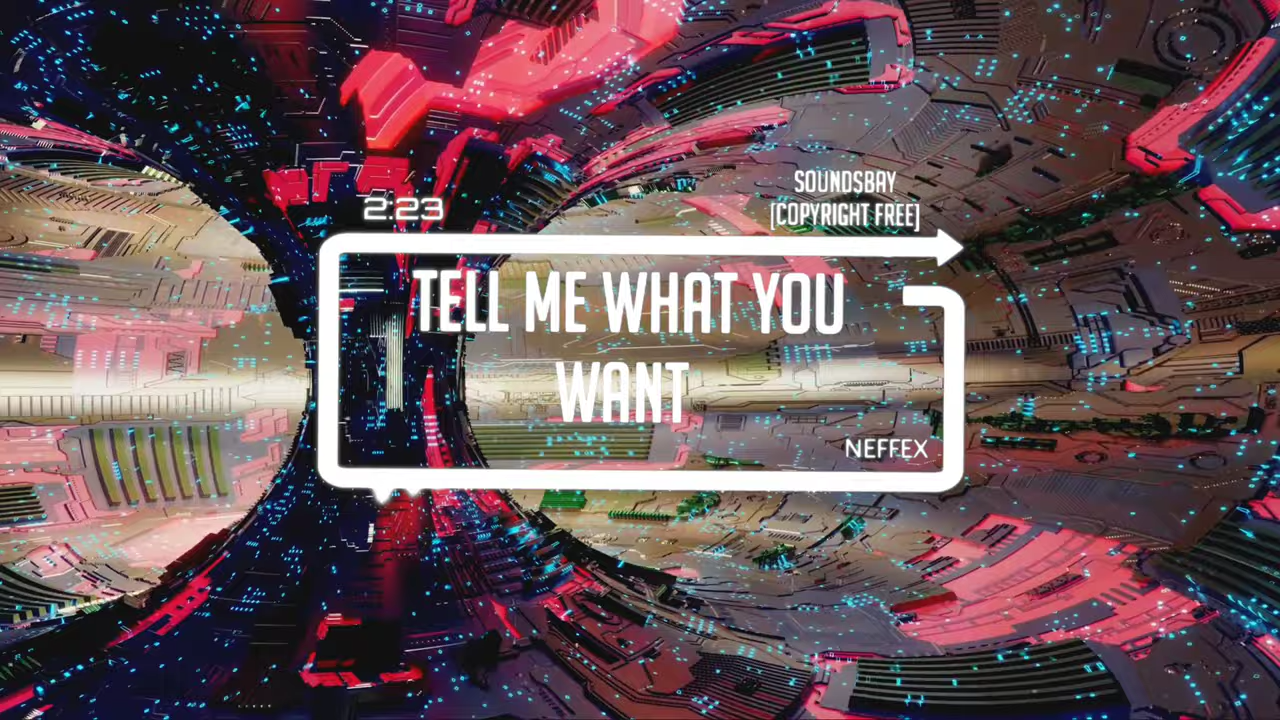 SOUNDSBAY
2:23
[COPYRIGHT FREE]
TELL ME WHAT YOU
WANT
NEFFEX